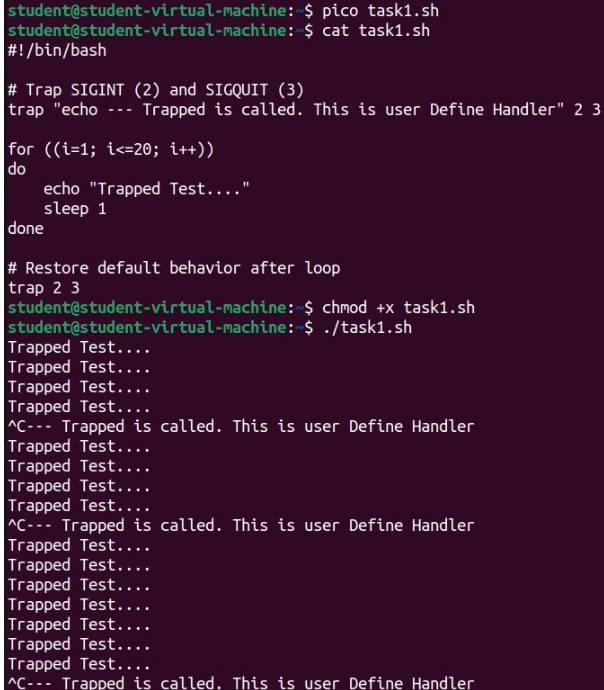 student@student-virtual-machine:~$ pico task1.sh
student@student-virtual-machine:~$ cat task1.sh
#!/bin/bash

# Trap SIGINT (2) and SIGQUIT (3)
trap "echo --- Trapped is called. This is user Define Handler" 2 3

for ((i=1; i<=20; i++))
do
    echo "Trapped Test...."
    sleep 1
done

# Restore default behavior after loop
trap 2 3
student@student-virtual-machine:~$ chmod +x task1.sh
student@student-virtual-machine:~$ ./task1.sh
Trapped Test....
Trapped Test....
Trapped Test....
Trapped Test....
^C--- Trapped is called. This is user Define Handler
Trapped Test....
Trapped Test....
Trapped Test....
Trapped Test....
^C--- Trapped is called. This is user Define Handler
Trapped Test....
Trapped Test....
Trapped Test....
Trapped Test....
Trapped Test....
Trapped Test....
Trapped Test....
^C--- Trapped is called. This is user Define Handler